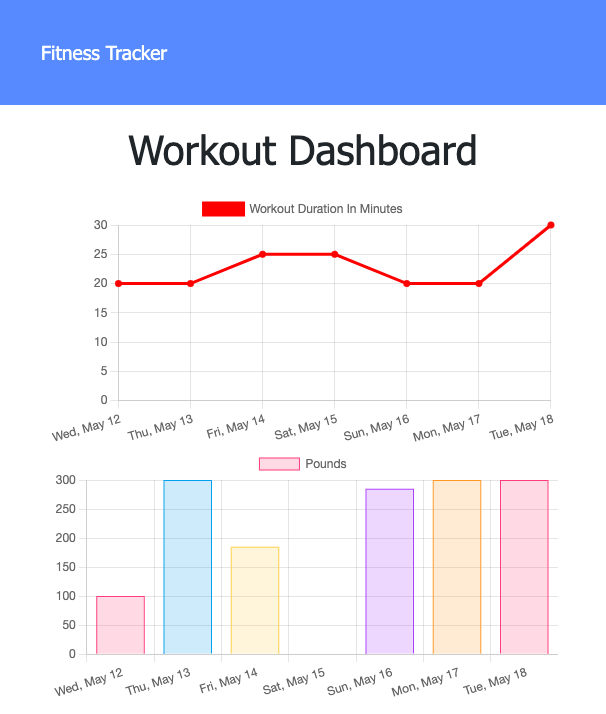 Fitness Tracker
Workout Dashboard
Workout Duration In Minutes
30
25
20
15
10
5
0
Wed, May 12 Thu, May 13 Fri, May 14 Sat, May 15 Sun, May 16 Mon, May 17 Tue, May 18
Pounds
300
250
200
150
100
50
0
Wed, May 12 Thu, May 13 Fri, May 14 Sat, May 15 Sun, May 16 Mon, May 17 Tue, May 18